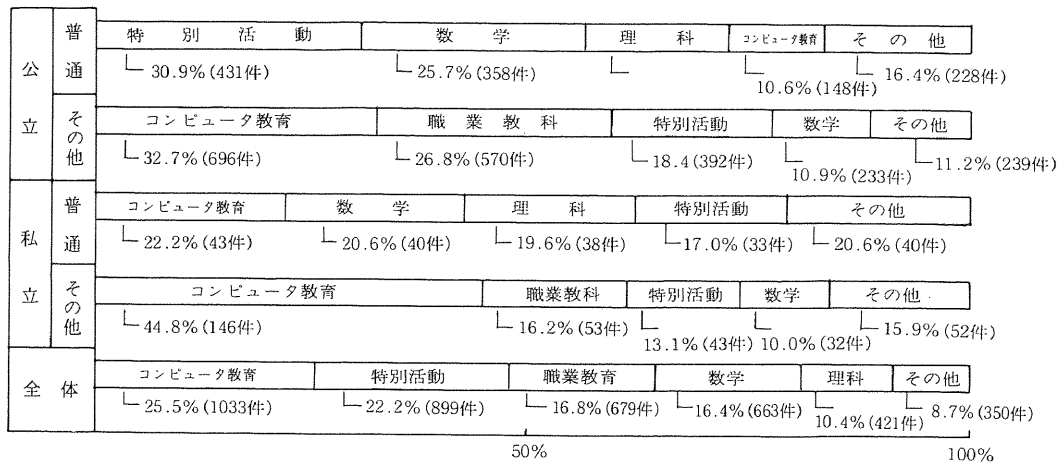 公立
普通
特別活動 数学 理科 コンピュータ教育 その他
30.9%(431件) 25.7%(358件) 10.6%(148件) 16.4%(228件)
その他
コンピュータ教育 職業教科 特別活動 数学 その他
32.7%(696件) 26.8%(570件) 18.4(392件) 10.9%(233件) 11.2%(239件)
私立
普通
コンピュータ教育 数学 理科 特別活動 その他
22.2%(43件) 20.6%(40件) 19.6%(38件) 17.0%(33件) 20.6%(40件)
その他
コンピュータ教育 職業教科 特別活動 数学 その他
44.8%(146件) 16.2%(53件) 13.1%(43件) 10.0%(32件) 15.9%(52件)
全体
コンピュータ教育 特別活動 職業教育 数学 理科 その他
25.5%(1033件) 22.2%(899件) 16.8%(679件) 16.4%(663件) 10.4%(421件) 8.7%(350件)
50% 100%